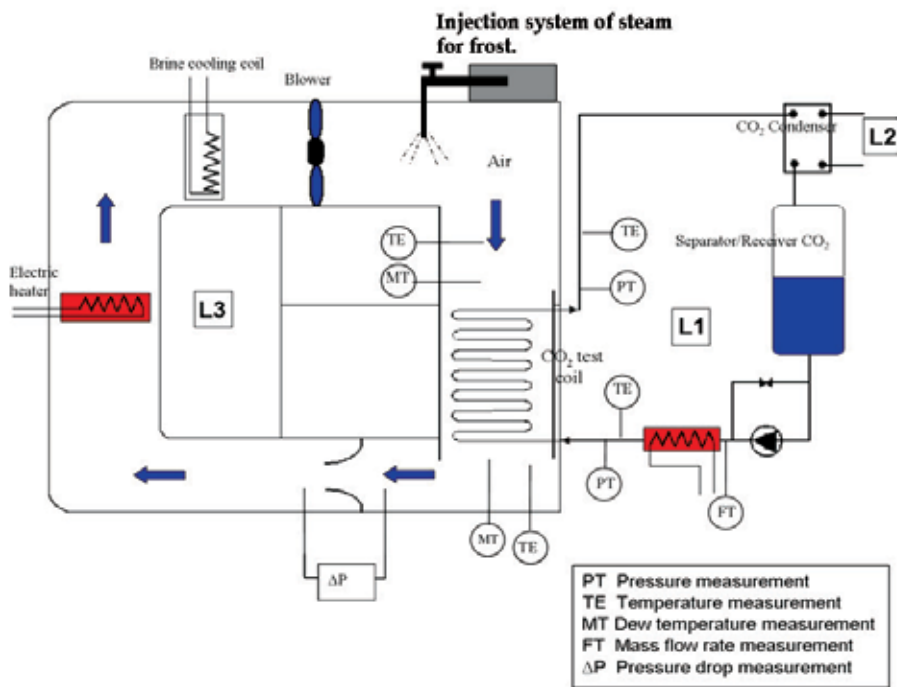 Injection system of steam
for frost.
Brine cooling coil
Blower
Air
CO2 Condenser
L2
TE
Separator/Receiver CO2
TE
MT
PT
Electric
heater
L3
L1
CO2 test
coil
TE
PT
FT
MT
TE
ΔP
PT Pressure measurement
TE Temperature measurement
MT Dew temperature measurement
FT Mass flow rate measurement
ΔP Pressure drop measurement